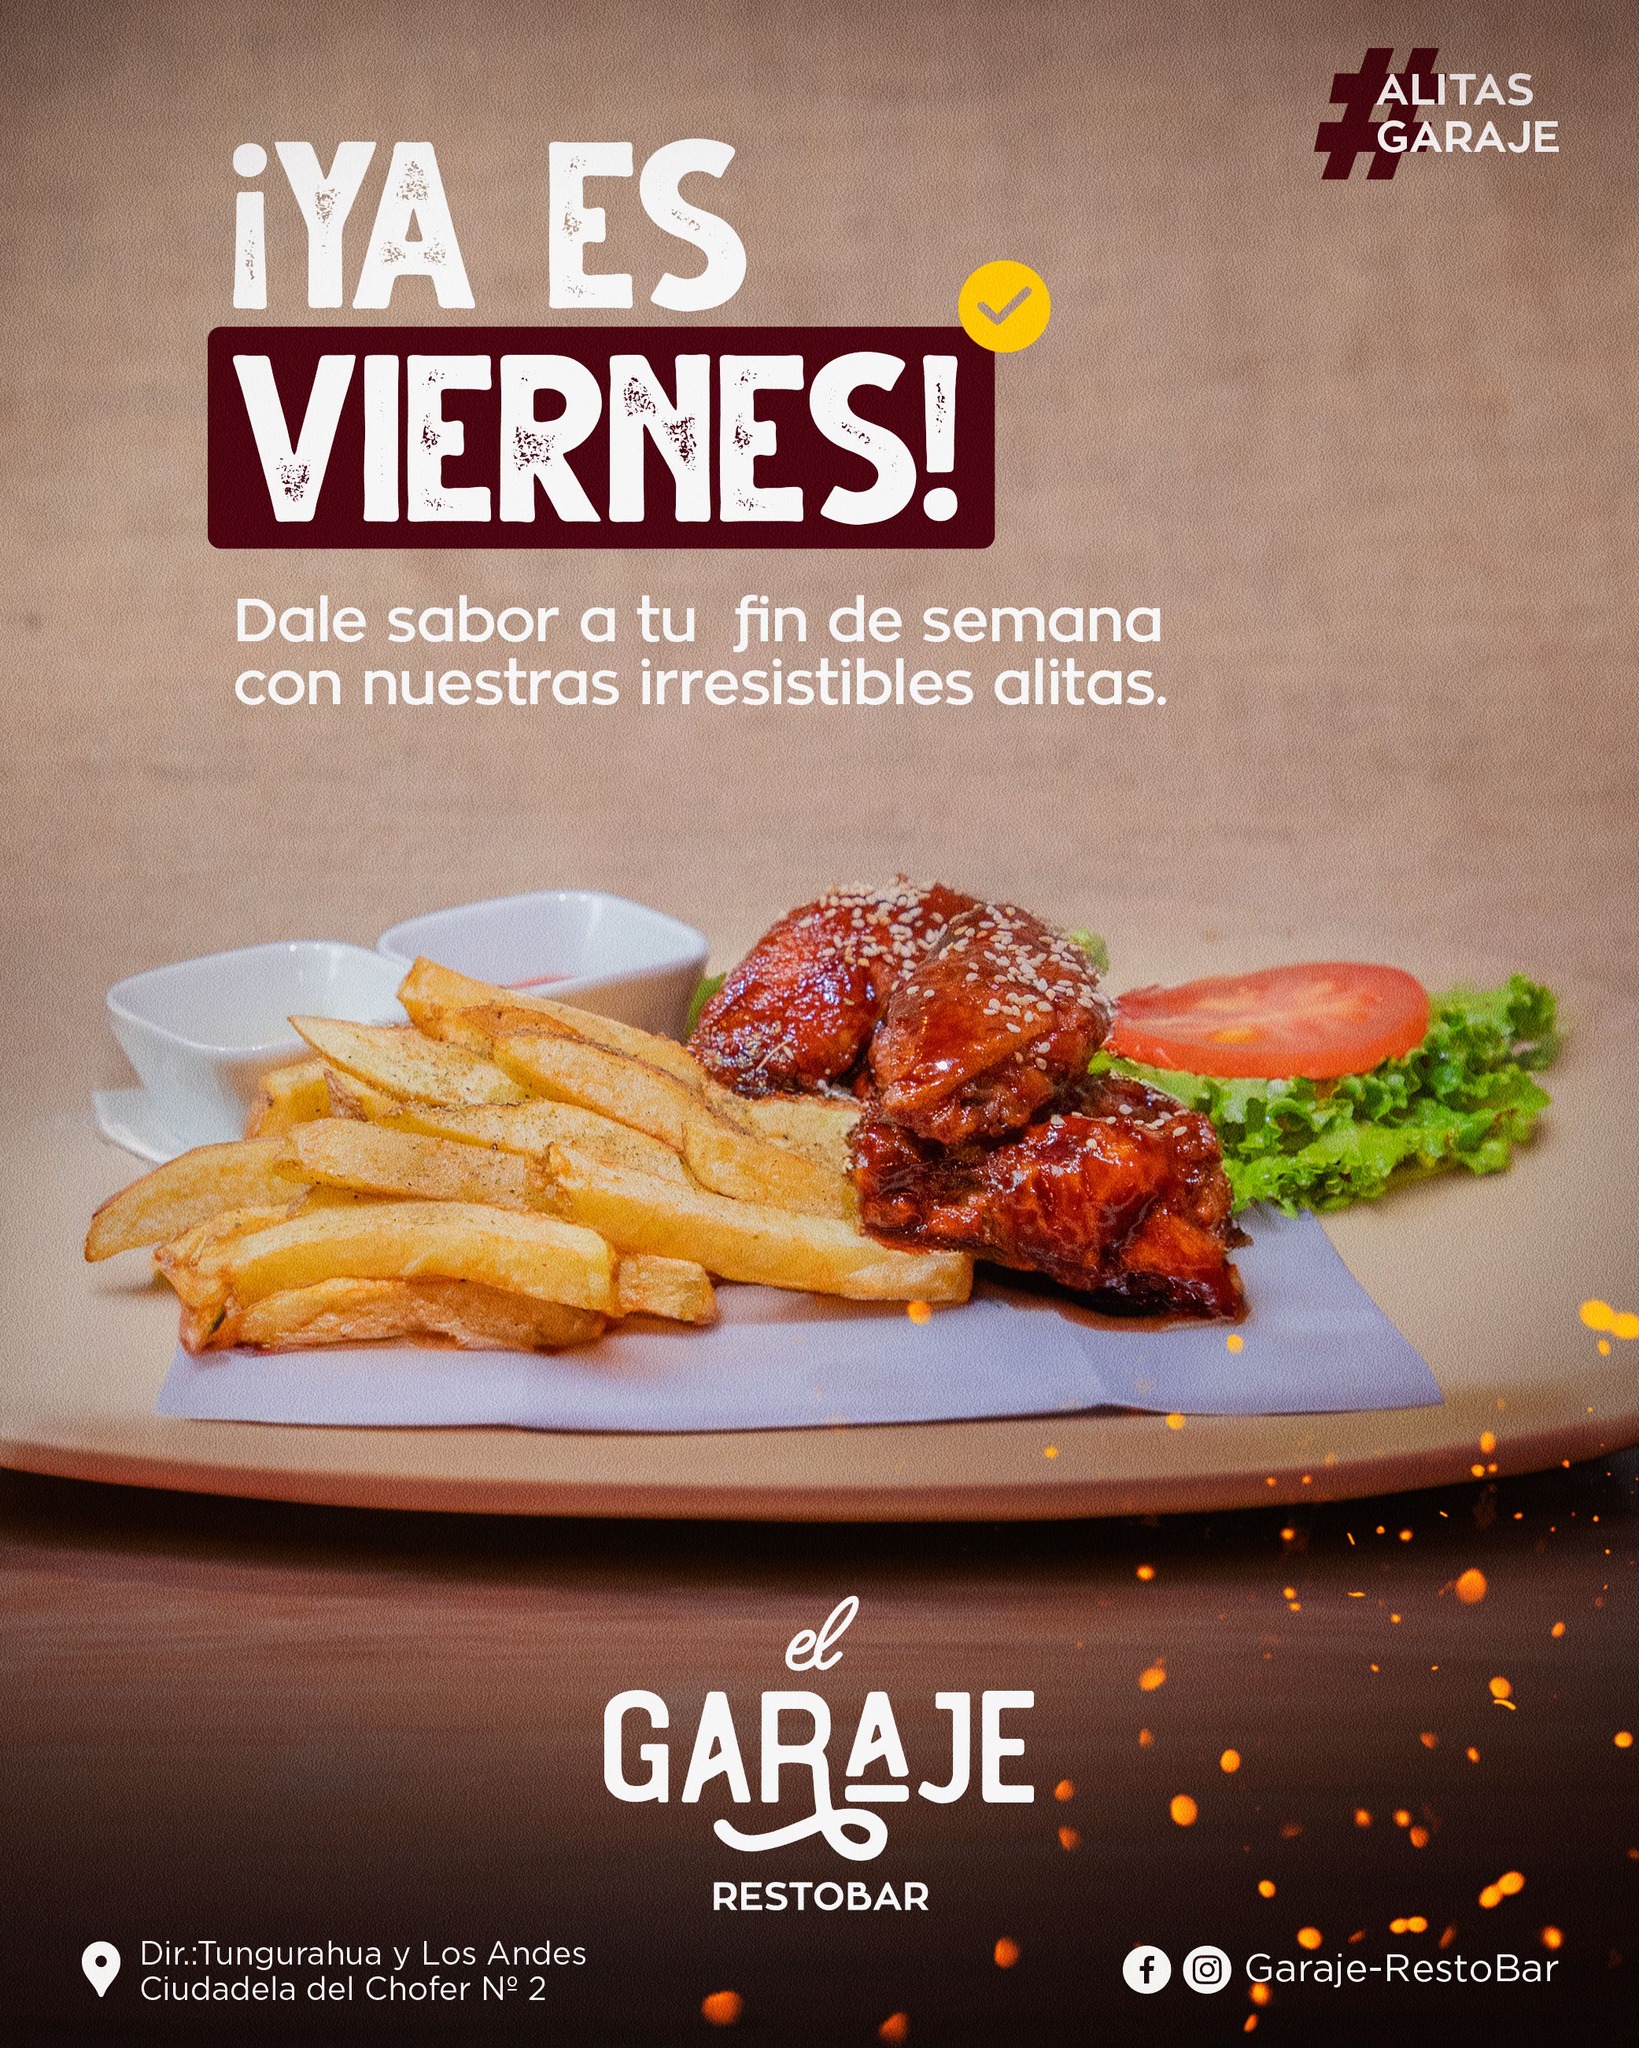 #ALITAS
GARAJE
¡YA ES
VIERNES!
Dale sabor a tu fin de semana
con nuestras irresistibles alitas.
el
GARAJE
RESTOBAR
Dir.:Tungurahua y Los Andes
Ciudadela del Chofer Nº 2
Garaje-RestoBar